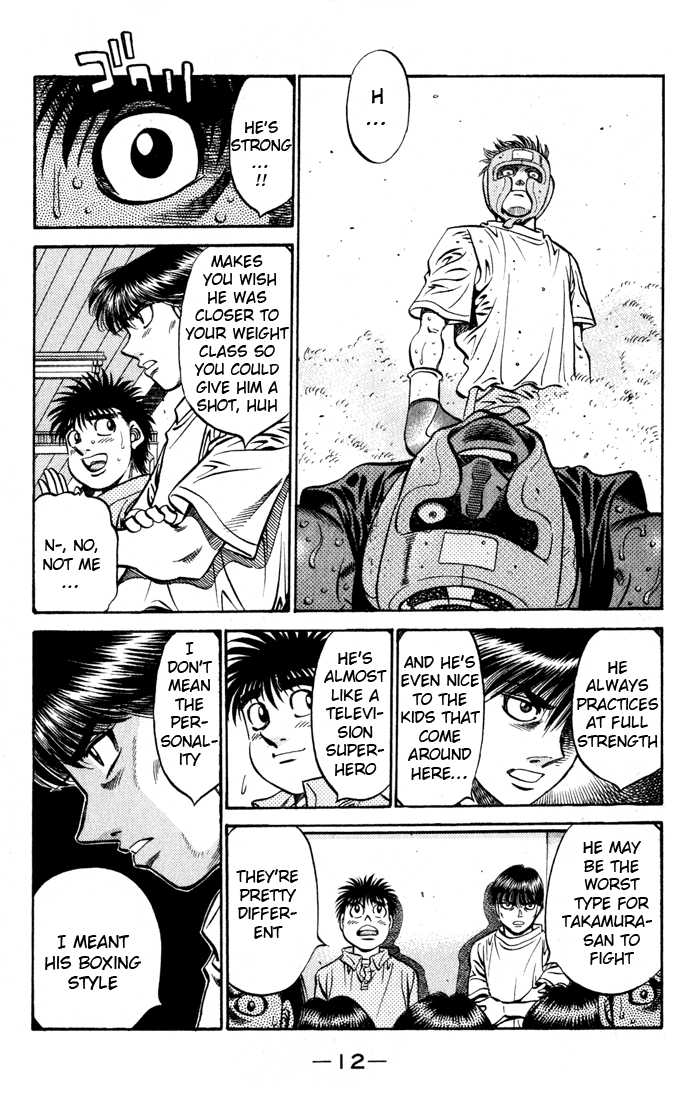 H
...
ゴクリ
HE'S
STRONG
...
!!
MAKES
YOU WISH
HE WAS
CLOSER TO
YOUR WEIGHT
CLASS SO
YOU COULD
GIVE HIM A
SHOT, HUH
N-, NO,
NOT ME
...
HE
ALWAYS
PRACTICES
AT FULL
STRENGTH
AND HE'S
EVEN NICE
TO THE
KIDS THAT
COME
AROUND
HERE...
HE'S
ALMOST
LIKE A
TELEVI-
SION
SUPER-
HERO
I
DON'T
MEAN
THE
PER-
SONAL-
ITY
I MEANT
HIS BOXING
STYLE
HE MAY
BE THE
WORST
TYPE FOR
TAKAMURA-
SAN TO
FIGHT
THEY'RE
PRETTY
DIFFER-
ENT
—12—